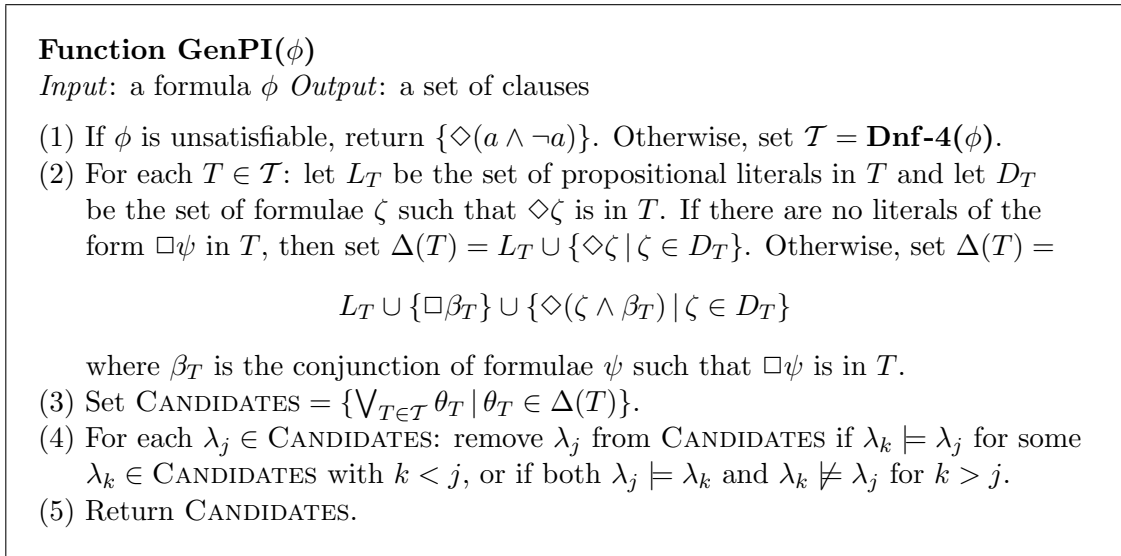 Function GenPI(ϕ)
Input: a formula ϕ Output: a set of clauses
(1) If ϕ is unsatisfiable, return {◇(a ∧ ¬a)}. Otherwise, set 𝒯 = Dnf-4(ϕ).
(2) For each T ∈ 𝒯: let L_T be the set of propositional literals in T and let D_T
be the set of formulae ζ such that ◇ζ is in T. If there are no literals of the
form □ψ in T, then set Δ(T) = L_T ∪ {◇ζ | ζ ∈ D_T}. Otherwise, set Δ(T) =
L_T ∪ {□β_T} ∪ {◇(ζ ∧ β_T) | ζ ∈ D_T}
where β_T is the conjunction of formulae ψ such that □ψ is in T.
(3) Set CANDIDATES = {⋁_{T∈𝒯} θ_T | θ_T ∈ Δ(T)}.
(4) For each λ_j ∈ CANDIDATES: remove λ_j from CANDIDATES if λ_k ⊨ λ_j for some
λ_k ∈ CANDIDATES with k < j, or if both λ_j ⊨ λ_k and λ_k ⊭ λ_j for k > j.
(5) Return CANDIDATES.